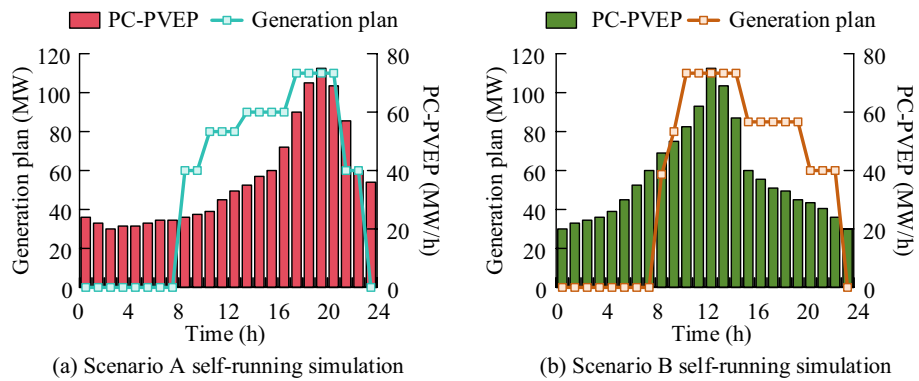 PC-PVEP Generation plan
Generation plan (MW)
120
100
80
60
40
20
0
80
60
40
20
0
PC-PVEP (MW/h)
0 4 8 12 16 20 24
Time (h)
(a) Scenario A self-running simulation
PC-PVEP Generation plan
Generation plan (MW)
120
100
80
60
40
20
0
80
60
40
20
0
PC-PVEP (MW/h)
0 4 8 12 16 20 24
Time (h)
(b) Scenario B self-running simulation